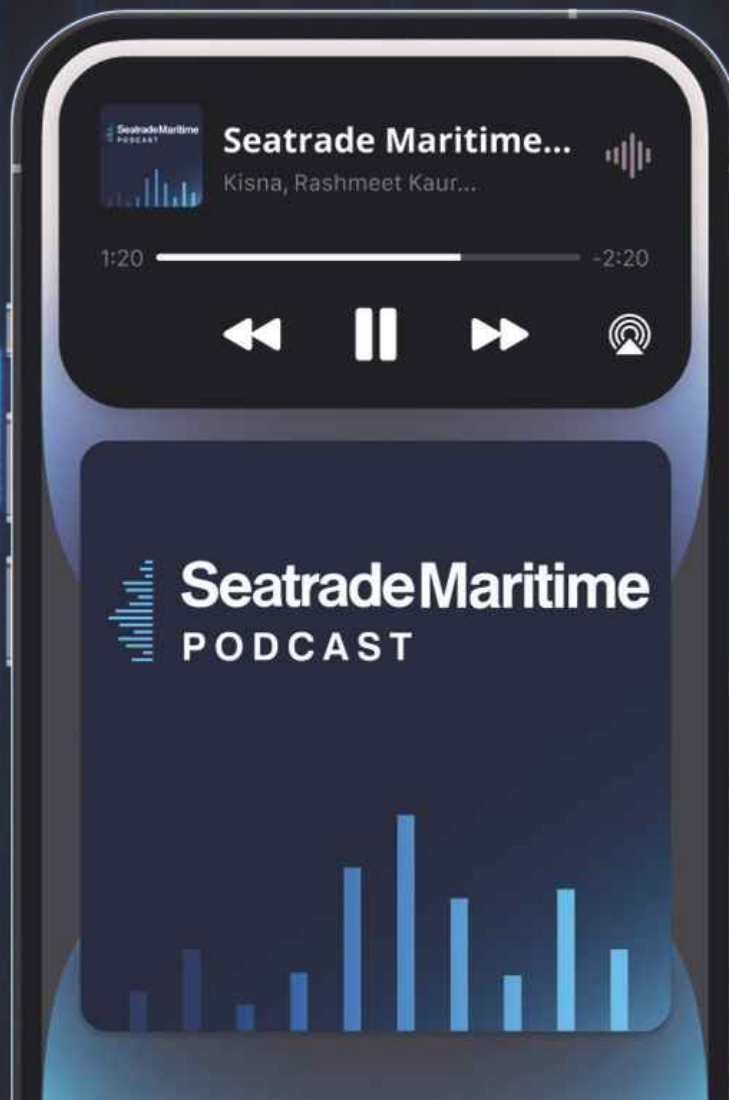 SeatradeMaritime
PODCAST
Seatrade Maritime...
Kisna, Rashmeet Kaur...
1:20
-2:20
SeatradeMaritime
PODCAST